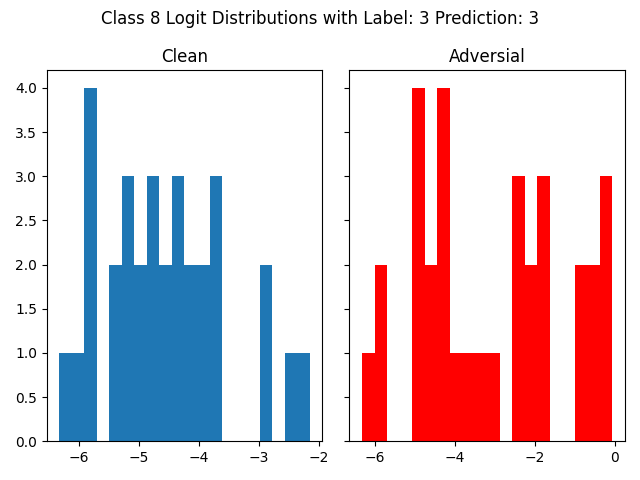 Class 8 Logit Distributions with Label: 3 Prediction: 3
Clean
Adversial
4.0
3.5
3.0
2.5
2.0
1.5
1.0
0.5
0.0
−6 −5 −4 −3 −2
−6 −4 −2 0